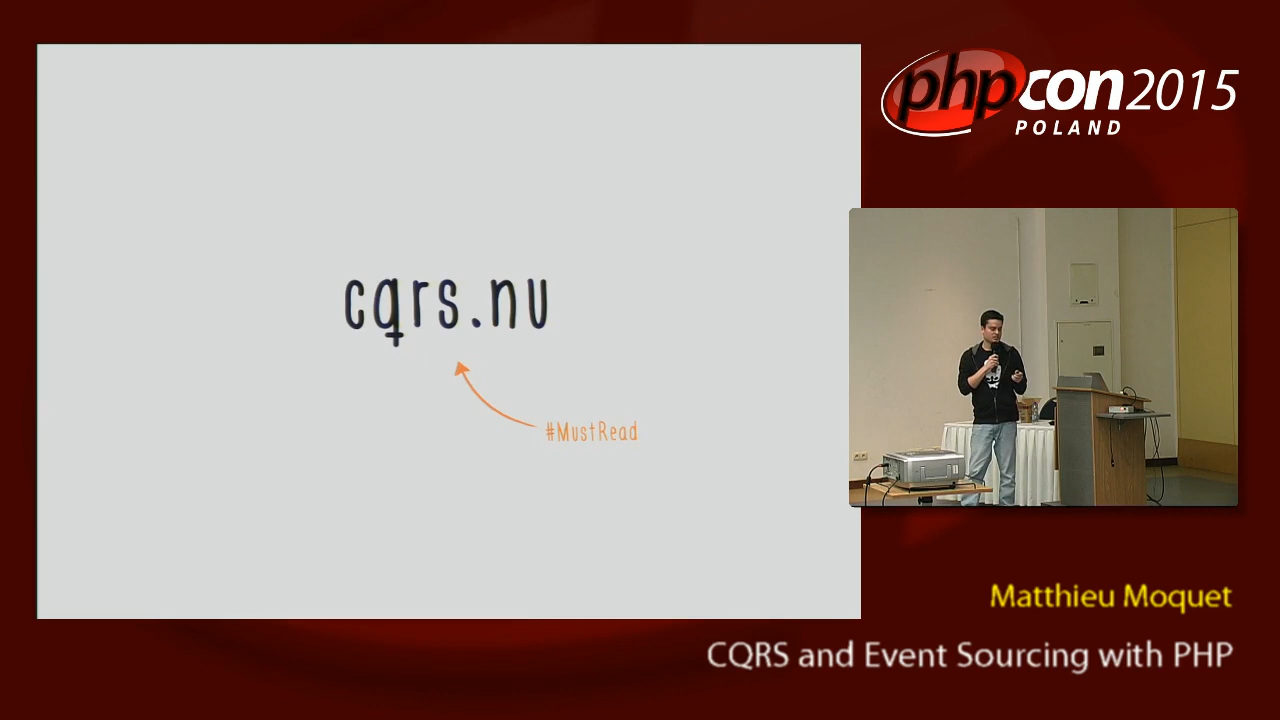 cqrs.nu
#MustRead
phpcon2015
POLAND
Matthieu Moquet
CQRS and Event Sourcing with PHP